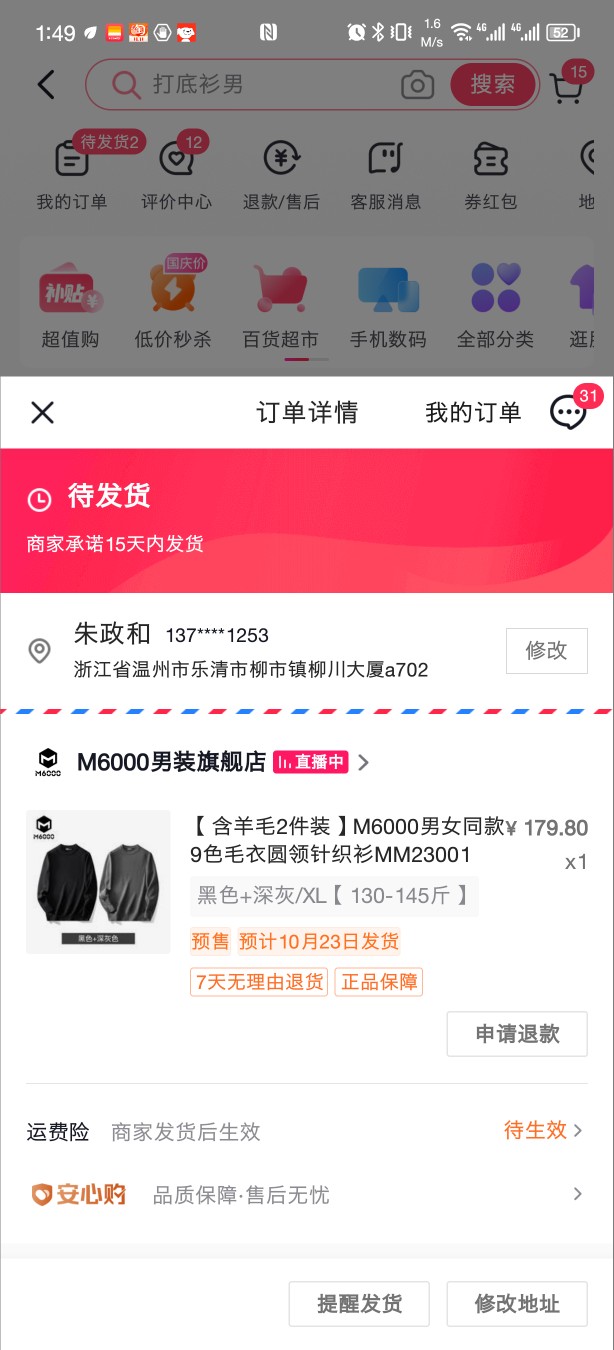 1:49
1.6
M/s
4G
4G
52
打底衫男
搜索
15
待发货2
12
我的订单
评价中心
退款/售后
客服消息
券红包
地
国庆价
补贴¥
超值购
低价秒杀
百货超市
手机数码
全部分类
逛
订单详情
我的订单
31
待发货
商家承诺15天内发货
朱政和 137****1253
浙江省温州市乐清市柳市镇柳川大厦a702
修改
M6000
M6000男装旗舰店
直播中
M6000
黑色+深灰色
【含羊毛2件装】M6000男女同款
¥ 179.80
9色毛衣圆领针织衫MM23001
x1
黑色+深灰/XL【130-145斤】
预售 预计10月23日发货
7天无理由退货 正品保障
申请退款
运费险 商家发货后生效 待生效
安心购 品质保障·售后无忧
提醒发货
修改地址